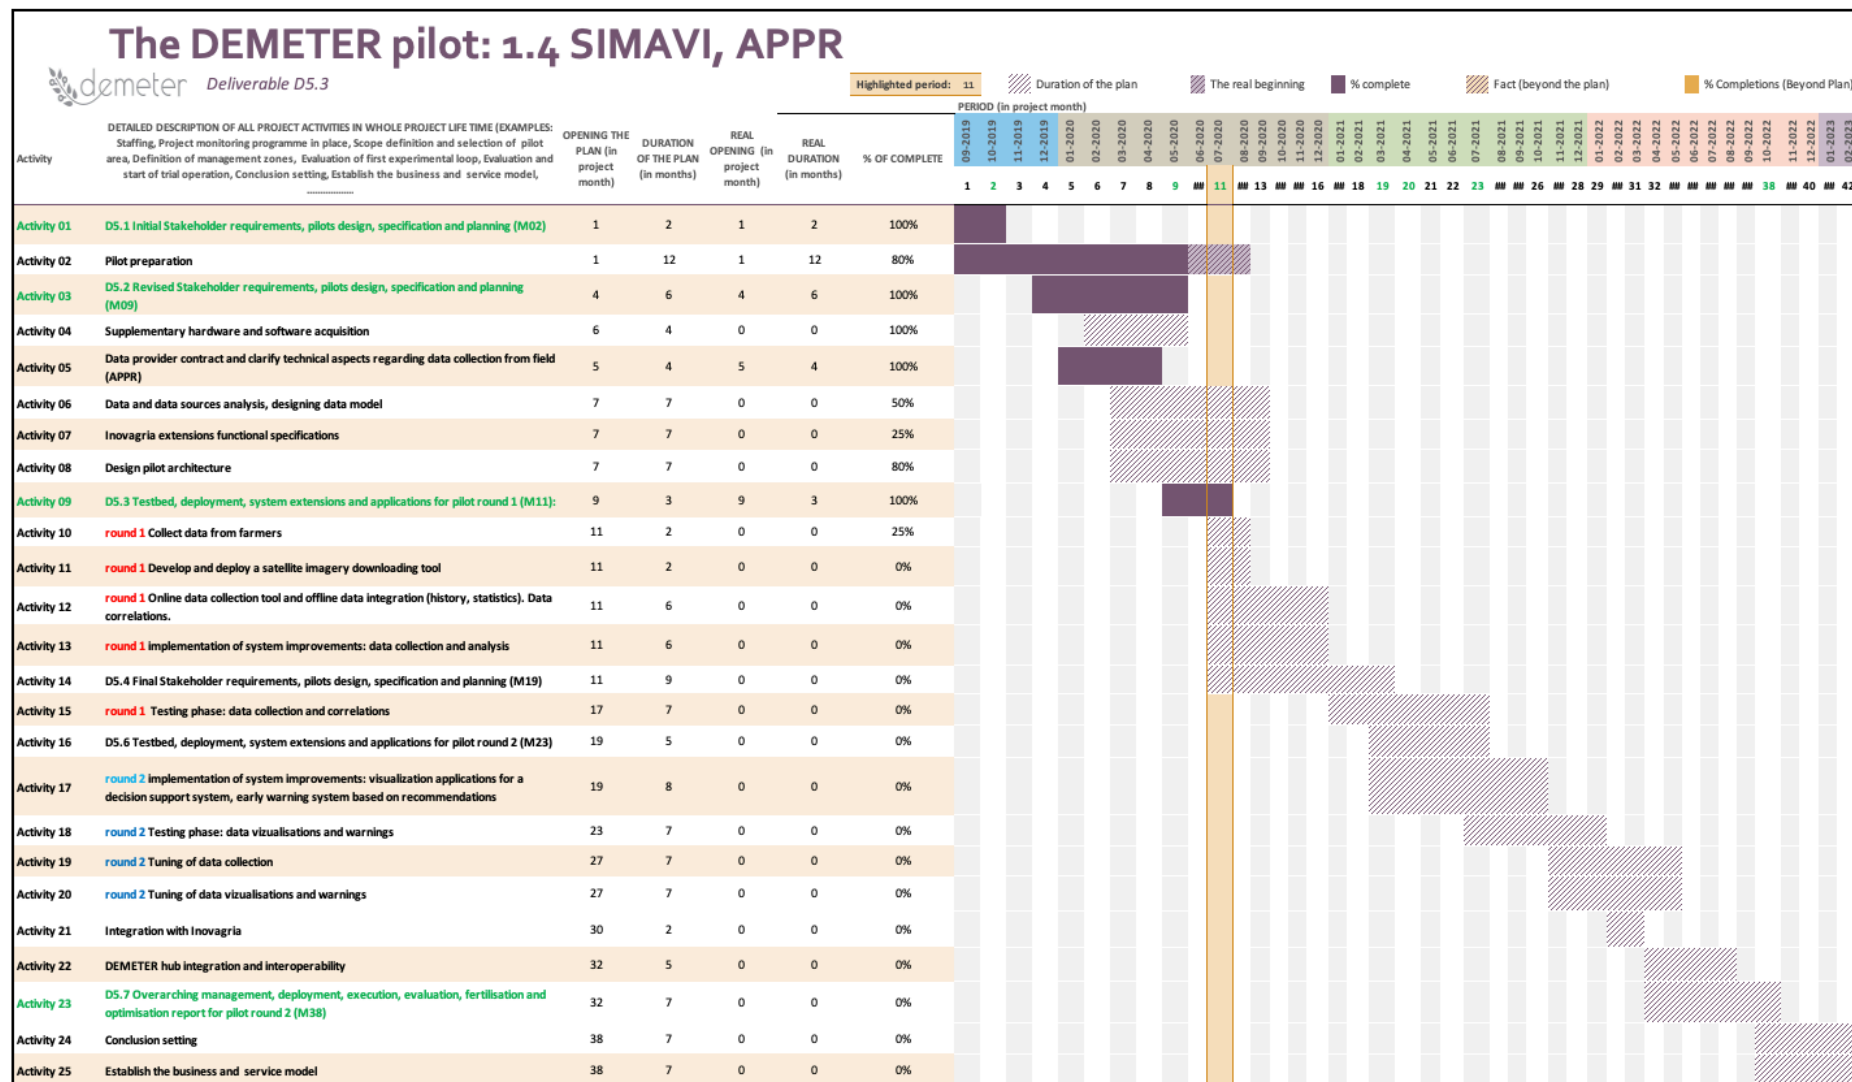 The DEMETER pilot: 1.4 SIMAVI, APPR
demeter Deliverable D5.3
Highlighted period: 11 Duration of the plan The real beginning % complete Fact (beyond the plan) % Completions (Beyond Plan)
PERIOD (in project month)
Activity
DETAILED DESCRIPTION OF ALL PROJECT ACTIVITIES IN WHOLE PROJECT LIFE TIME (EXAMPLES:
Staffing, Project monitoring programme in place, Scope definition and selection of pilot
area, Definition of management zones, Evaluation of first experimental loop, Evaluation and
start of trial operation, Conclusion setting, Establish the business and service model,
..................
OPENING THE
PLAN (in
project
month)
DURATION
OF THE PLAN
(in months)
REAL
OPENING (in
project
month)
REAL
DURATION
(in months)
% OF COMPLETE
09-2019 10-2019 11-2019 12-2019 01-2020 02-2020 03-2020 04-2020 05-2020 06-2020 07-2020 08-2020 09-2020 10-2020 11-2020 12-2020 01-2021 02-2021 03-2021 04-2021 05-2021 06-2021 07-2021 08-2021 09-2021 10-2021 11-2021 12-2021 01-2022 02-2022 03-2022 04-2022 05-2022 06-2022 07-2022 08-2022 09-2022 10-2022 11-2022 12-2022 01-2023 02-2023
1 2 3 4 5 6 7 8 9 ## 11 ## 13 ## ## 16 ## 18 19 20 21 22 23 ## ## 26 ## 28 29 ## 31 32 ## ## ## ## ## 38 ## 40 ## 42
Activity 01 D5.1 Initial Stakeholder requirements, pilots design, specification and planning (M02) 1 2 1 2 100%
Activity 02 Pilot preparation 1 12 1 12 80%
Activity 03 D5.2 Revised Stakeholder requirements, pilots design, specification and planning
(M09) 4 6 4 6 100%
Activity 04 Supplementary hardware and software acquisition 6 4 0 0 100%
Activity 05 Data provider contract and clarify technical aspects regarding data collection from field
(APPR) 5 4 5 4 100%
Activity 06 Data and data sources analysis, designing data model 7 7 0 0 50%
Activity 07 Inovagria extensions functional specifications 7 7 0 0 25%
Activity 08 Design pilot architecture 7 7 0 0 80%
Activity 09 D5.3 Testbed, deployment, system extensions and applications for pilot round 1 (M11): 9 3 9 3 100%
Activity 10 round 1 Collect data from farmers 11 2 0 0 25%
Activity 11 round 1 Develop and deploy a satellite imagery downloading tool 11 2 0 0 0%
Activity 12 round 1 Online data collection tool and offline data integration (history, statistics). Data
correlations. 11 6 0 0 0%
Activity 13 round 1 implementation of system improvements: data collection and analysis 11 6 0 0 0%
Activity 14 D5.4 Final Stakeholder requirements, pilots design, specification and planning (M19) 11 9 0 0 0%
Activity 15 round 1 Testing phase: data collection and correlations 17 7 0 0 0%
Activity 16 D5.6 Testbed, deployment, system extensions and applications for pilot round 2 (M23) 19 5 0 0 0%
Activity 17 round 2 implementation of system improvements: visualization applications for a
decision support system, early warning system based on recommendations 19 8 0 0 0%
Activity 18 round 2 Testing phase: data vizualisations and warnings 23 7 0 0 0%
Activity 19 round 2 Tuning of data collection 27 7 0 0 0%
Activity 20 round 2 Tuning of data vizualisations and warnings 27 7 0 0 0%
Activity 21 Integration with Inovagria 30 2 0 0 0%
Activity 22 DEMETER hub integration and interoperability 32 5 0 0 0%
Activity 23 D5.7 Overarching management, deployment, execution, evaluation, fertilisation and
optimisation report for pilot round 2 (M38) 32 7 0 0 0%
Activity 24 Conclusion setting 38 7 0 0 0%
Activity 25 Establish the business and service model 38 7 0 0 0%